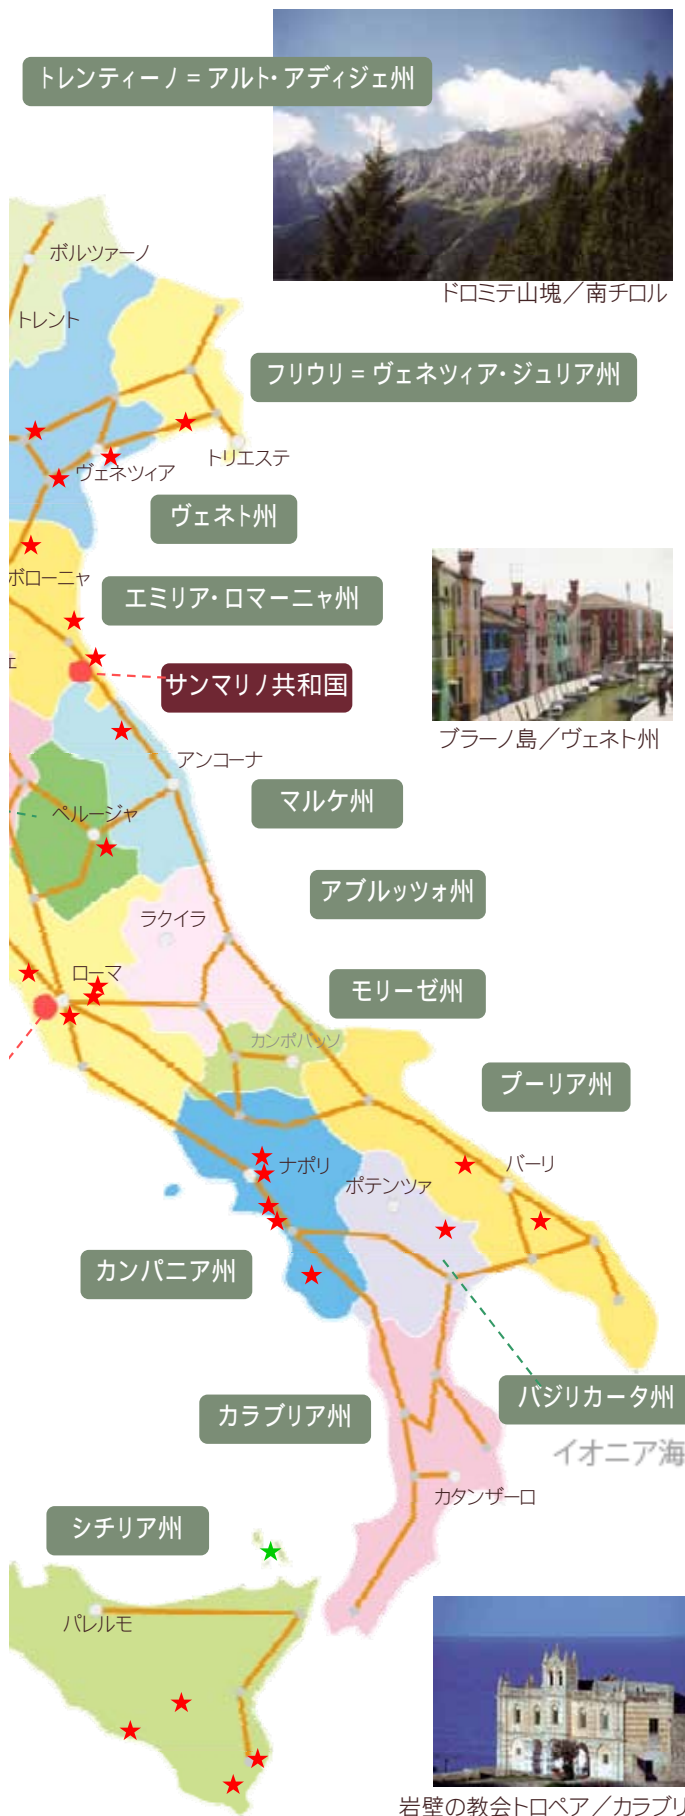 トレンティーノ = アルト・アディジェ州
ボルツァーノ
ドロミテ山塊／南チロル
トレント
フリウリ = ヴェネツィア・ジュリア州
トリエステ
ヴェネツィア
ヴェネト州
ボローニャ
エミリア・ロマーニャ州
ェ
サンマリノ共和国
ブラーノ島／ヴェネト州
アンコーナ
マルケ州
ペルージャ
アブルッツォ州
ラクイラ
ローマ
モリーゼ州
カンポバッソ
プーリア州
ナポリ
バーリ
ポテンツァ
カンパニア州
バジリカータ州
カラブリア州
イオニア海
カタンザーロ
シチリア州
パレルモ
岩壁の教会トロペア／カラブリ